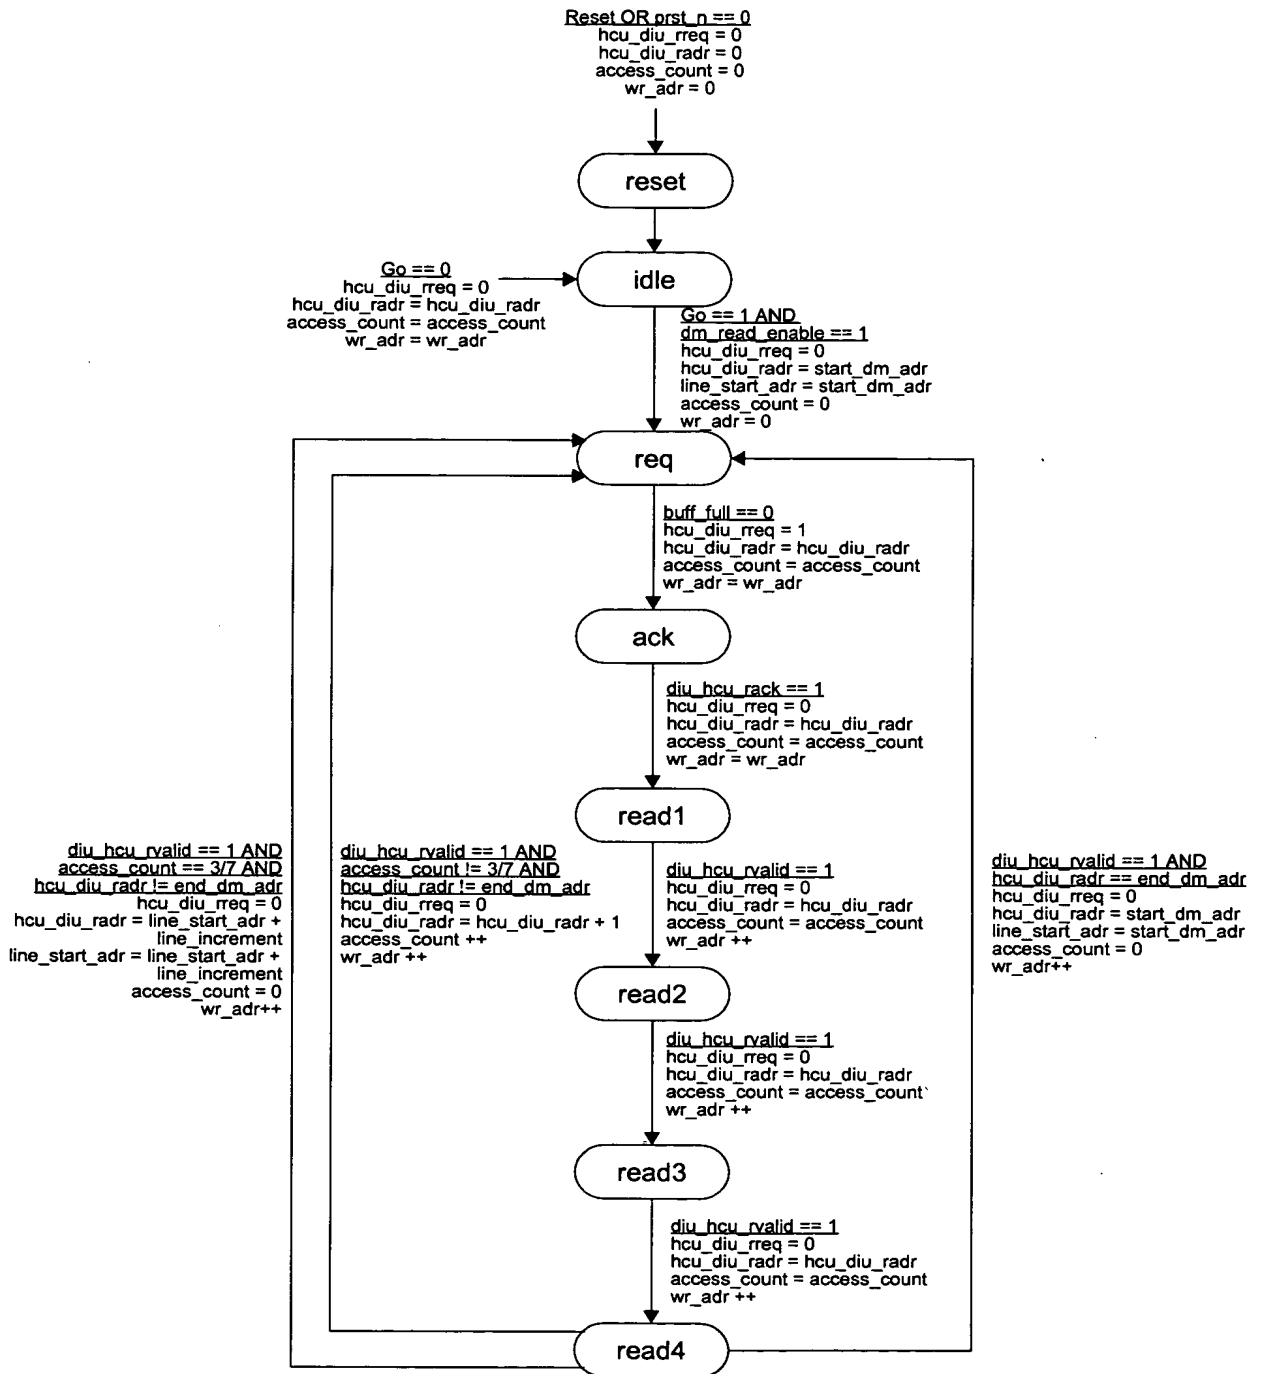 Reset OR prst_n == 0
hcu_diu_rreq = 0
hcu_diu_radr = 0
access_count = 0
wr_adr = 0
reset
idle
Go == 0
hcu_diu_rreq = 0
hcu_diu_radr = hcu_diu_radr
access_count = access_count
wr_adr = wr_adr
Go == 1 AND
dm_read_enable == 1
hcu_diu_rreq = 0
hcu_diu_radr = start_dm_adr
line_start_adr = start_dm_adr
access_count = 0
wr_adr = 0
req
buff_full == 0
hcu_diu_rreq = 1
hcu_diu_radr = hcu_diu_radr
access_count = access_count
wr_adr = wr_adr
ack
diu_hcu_rack == 1
hcu_diu_rreq = 0
hcu_diu_radr = hcu_diu_radr
access_count = access_count
wr_adr = wr_adr
read1
diu_hcu_rvalid == 1 AND
access_count == 3/7 AND
hcu_diu_radr != end_dm_adr
hcu_diu_rreq = 0
hcu_diu_radr = line_start_adr +
line_increment
line_start_adr = line_start_adr +
line_increment
access_count = 0
wr_adr++
diu_hcu_rvalid == 1 AND
access_count != 3/7 AND
hcu_diu_radr != end_dm_adr
hcu_diu_rreq = 0
hcu_diu_radr = hcu_diu_radr + 1
access_count ++
wr_adr ++
diu_hcu_rvalid == 1
hcu_diu_rreq = 0
hcu_diu_radr = hcu_diu_radr
access_count = access_count
wr_adr ++
diu_hcu_rvalid == 1 AND
hcu_diu_radr == end_dm_adr
hcu_diu_rreq = 0
hcu_diu_radr = start_dm_adr
line_start_adr = start_dm_adr
access_count = 0
wr_adr++
read2
diu_hcu_rvalid == 1
hcu_diu_rreq = 0
hcu_diu_radr = hcu_diu_radr
access_count = access_count
wr_adr ++
read3
diu_hcu_rvalid == 1
hcu_diu_rreq = 0
hcu_diu_radr = hcu_diu_radr
access_count = access_count
wr_adr ++
read4